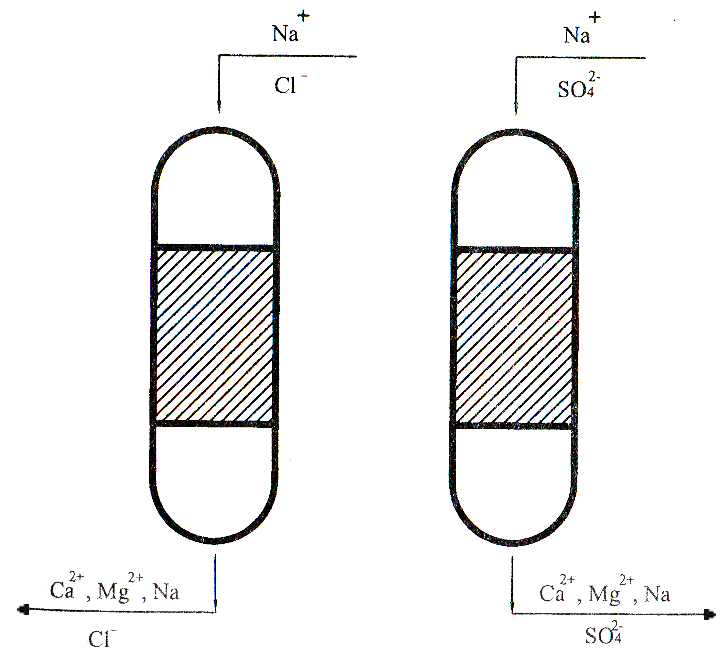 Na⁺
Cl⁻
Na⁺
SO₄²⁻
Ca²⁺, Mg²⁺, Na
Cl⁻
Ca²⁺, Mg²⁺, Na
SO₄²⁻